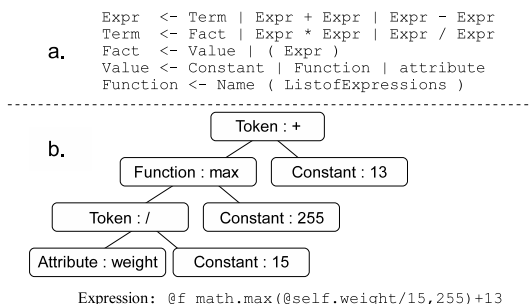 Expr <- Term | Expr + Expr | Expr - Expr
Term <- Fact | Expr * Expr | Expr / Expr
a.
Fact <- Value | ( Expr )
Value <- Constant | Function | attribute
Function <- Name ( ListofExpressions )
b.
Token : +
Function : max
Constant : 13
Token : /
Constant : 255
Attribute : weight
Constant : 15
Expression: @f math.max(@self.weight/15,255)+13